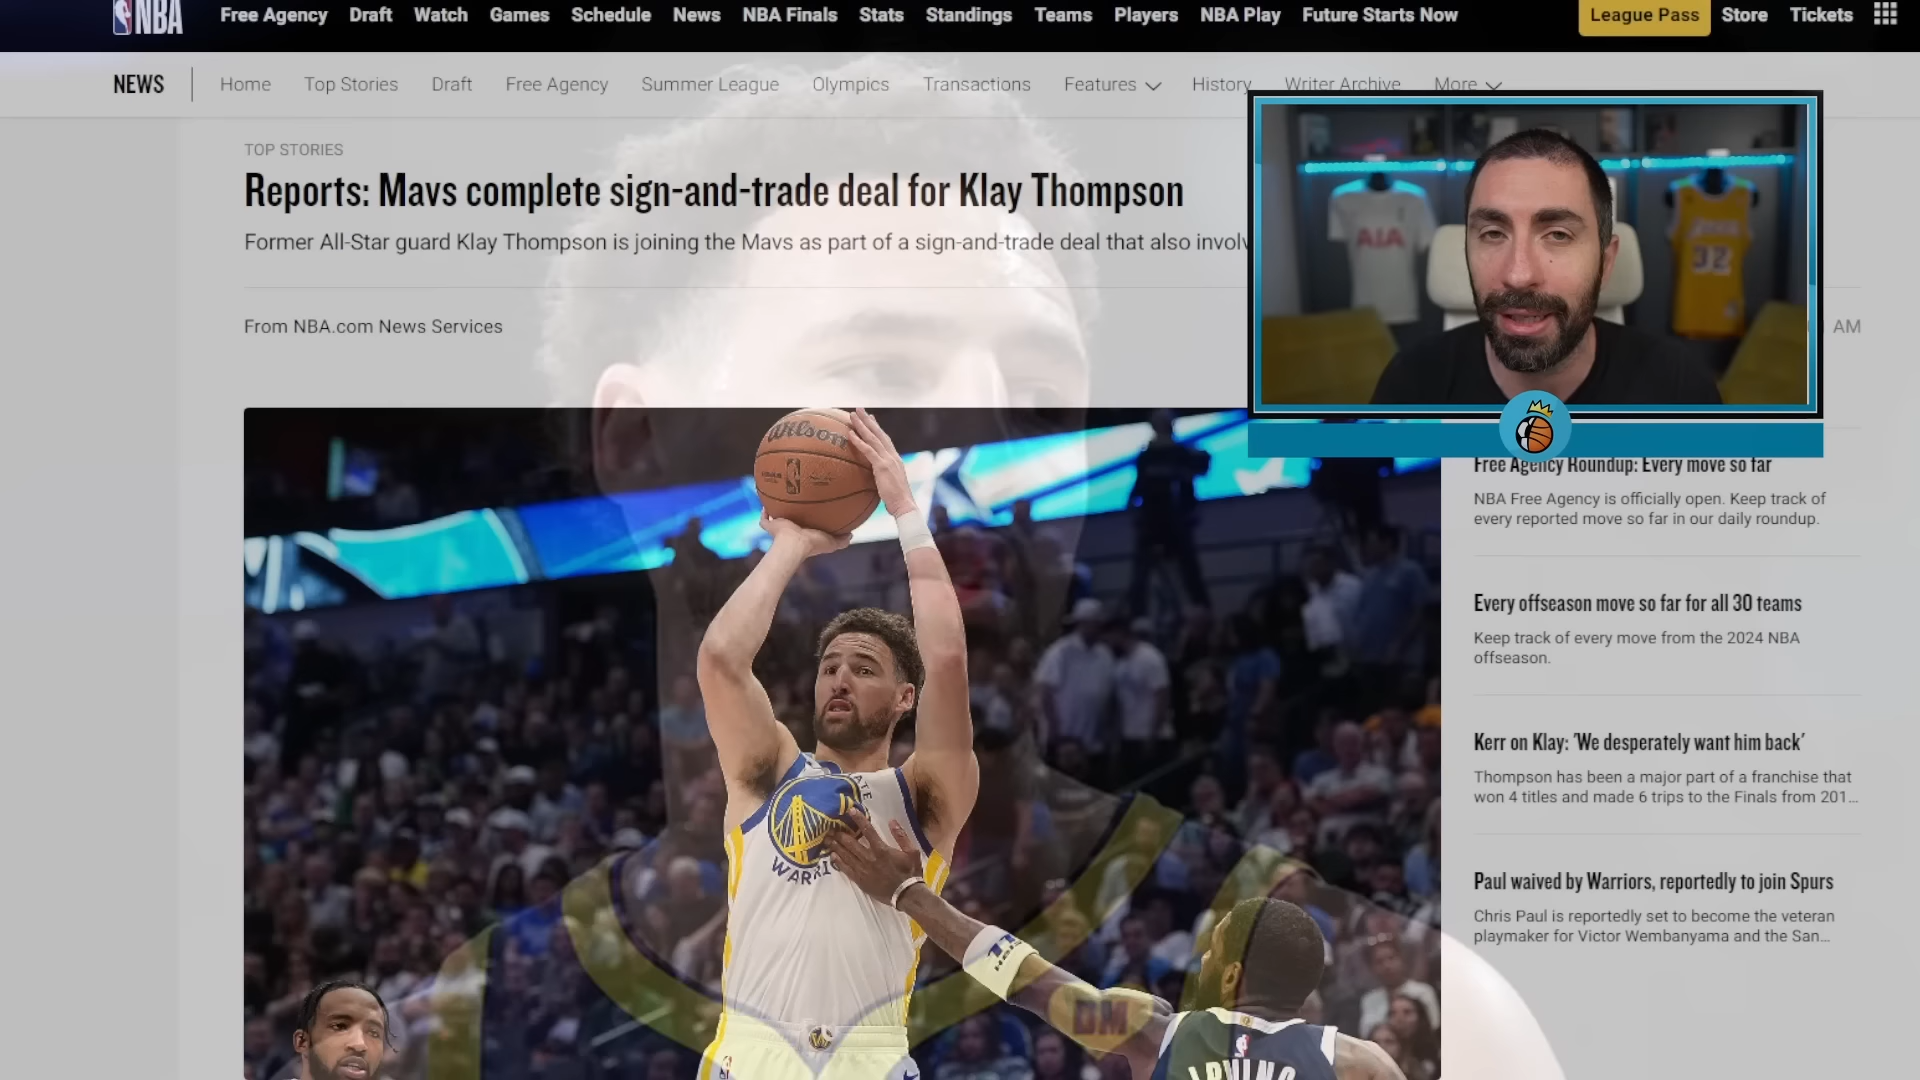 NBA
Free Agency Draft Watch Games Schedule News NBA Finals Stats Standings Teams Players NBA Play Future Starts Now League Pass Store Tickets
NEWS Home Top Stories Draft Free Agency Summer League Olympics Transactions Features History Writer Archive More
TOP STORIES
Reports: Mavs complete sign-and-trade deal for Klay Thompson
Former All-Star guard Klay Thompson is joining the Mavs as part of a sign-and-trade deal that also
From NBA.com News Services
AM
AIA
32
Wilson
WARRI
DM
IRVING
Free Agency Roundup: Every move so far
NBA Free Agency is officially open. Keep track of
every reported move so far in our daily roundup.
Every offseason move so far for all 30 teams
Keep track of every move from the 2024 NBA
offseason.
Kerr on Klay: 'We desperately want him back'
Thompson has been a major part of a franchise that
won 4 titles and made 6 trips to the Finals from 201...
Paul waived by Warriors, reportedly to join Spurs
Chris Paul is reportedly set to become the veteran
playmaker for Victor Wembanyama and the San...